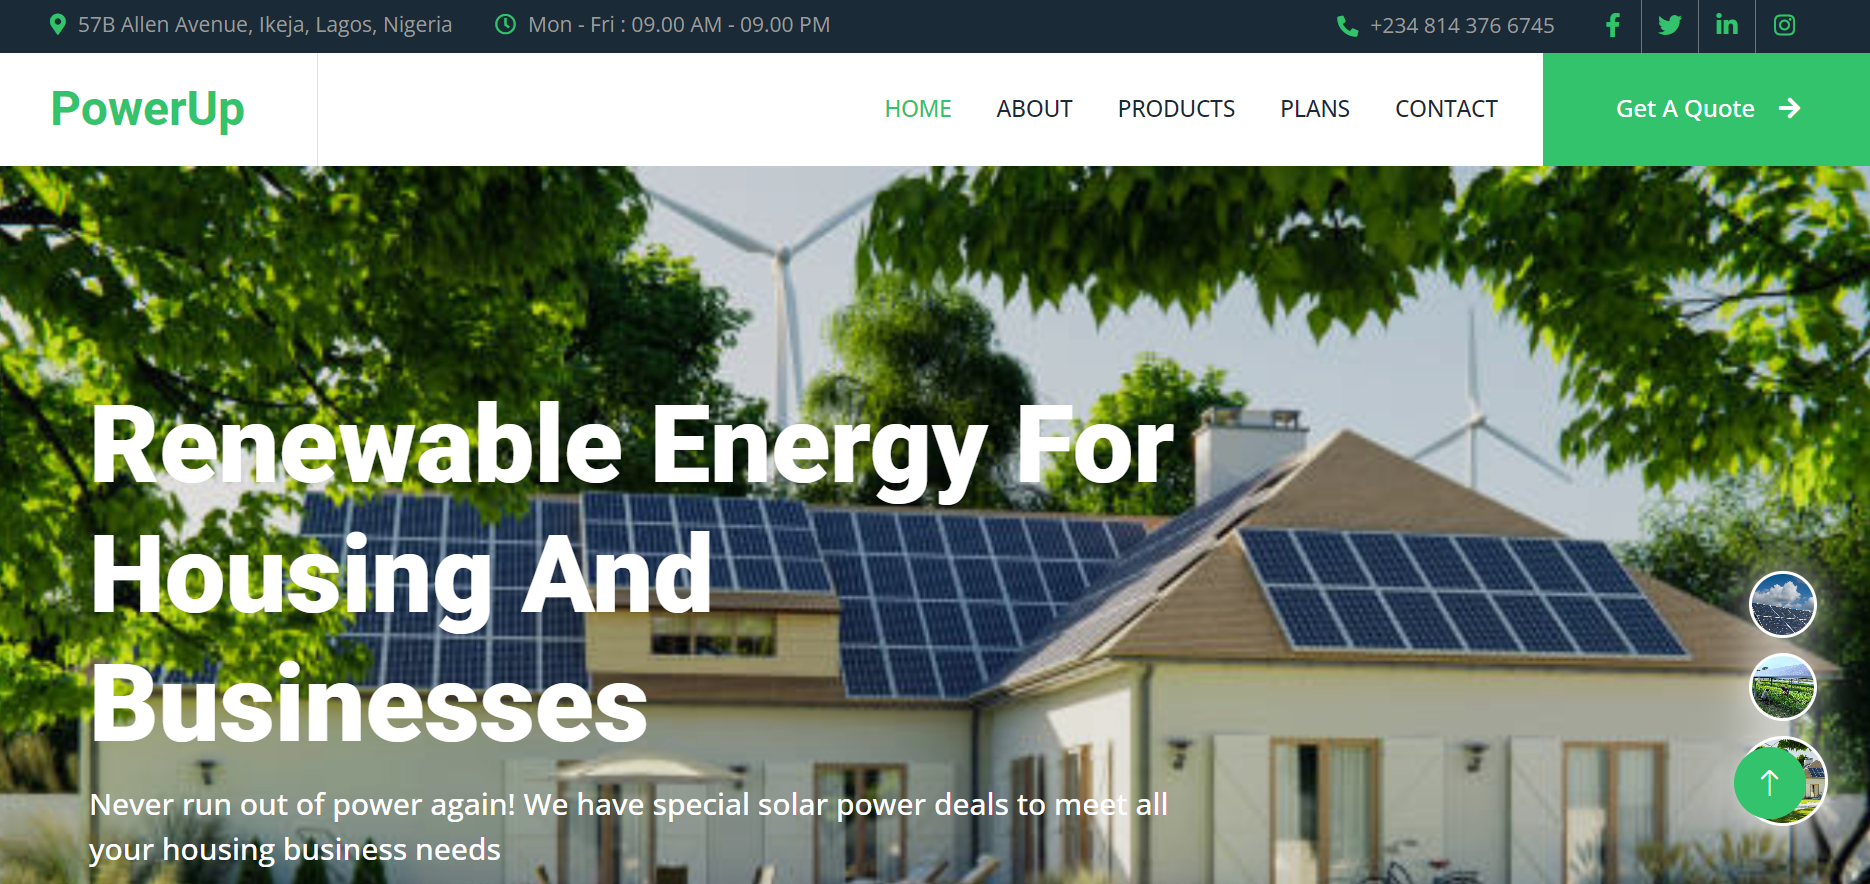 57B Allen Avenue, Ikeja, Lagos, Nigeria
Mon - Fri : 09.00 AM - 09.00 PM
+234 814 376 6745
PowerUp
HOME
ABOUT
PRODUCTS
PLANS
CONTACT
Get A Quote
Renewable Energy For
Housing And
Businesses
Never run out of power again! We have special solar power deals to meet all
your housing business needs